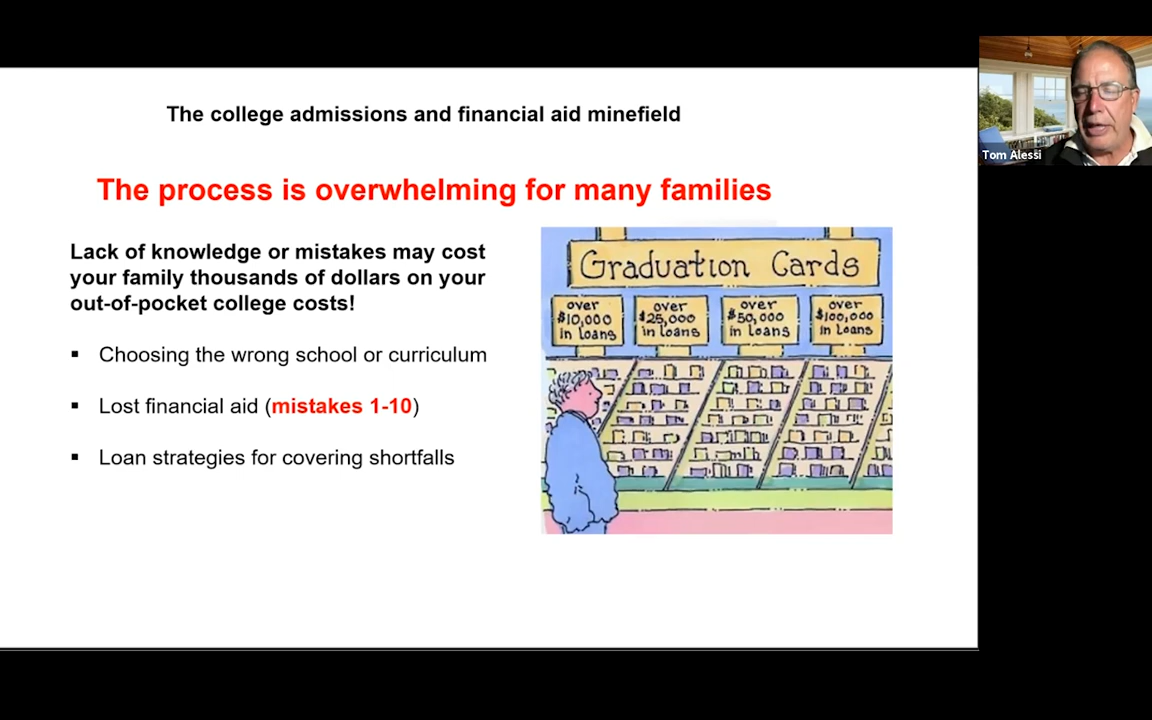 The college admissions and financial aid minefield
The process is overwhelming for many families
Lack of knowledge or mistakes may cost
your family thousands of dollars on your
out-of-pocket college costs!
▪ Choosing the wrong school or curriculum
▪ Lost financial aid (mistakes 1-10)
▪ Loan strategies for covering shortfalls
Graduation Cards
over
$10,000
in loans
over
$25,000
in loans
over
$50,000
in loans
over
$100,000
in loans
Tom Alessi